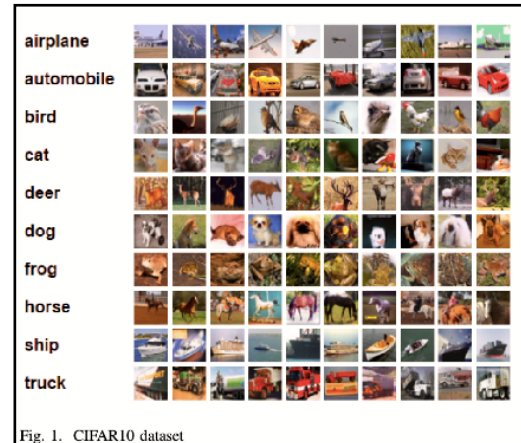 airplane
automobile
bird
cat
deer
dog
frog
horse
ship
truck
Fig. 1. CIFAR10 dataset